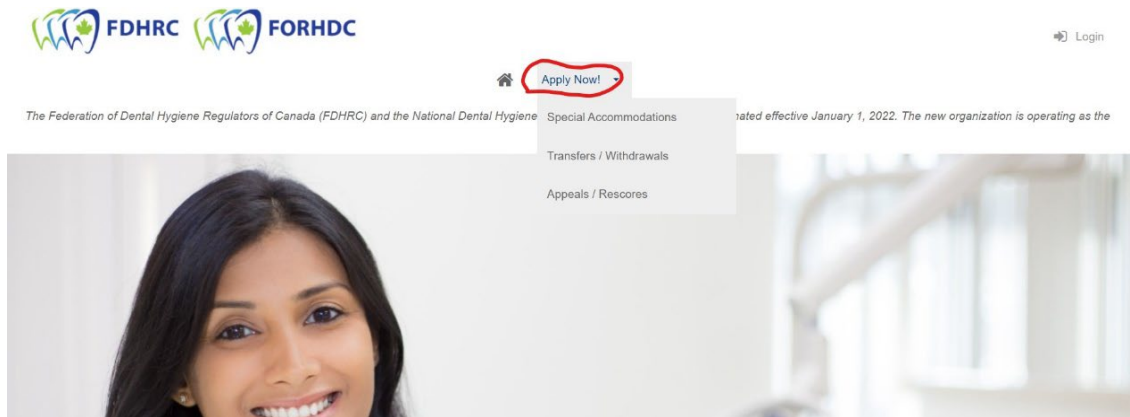 FDHRC FORHDC
Login
Apply Now!
Special Accommodations
The Federation of Dental Hygiene Regulators of Canada (FDHRC) and the National Dental Hygiene nated effective January 1, 2022. The new organization is operating as the
Transfers / Withdrawals
Appeals / Rescores